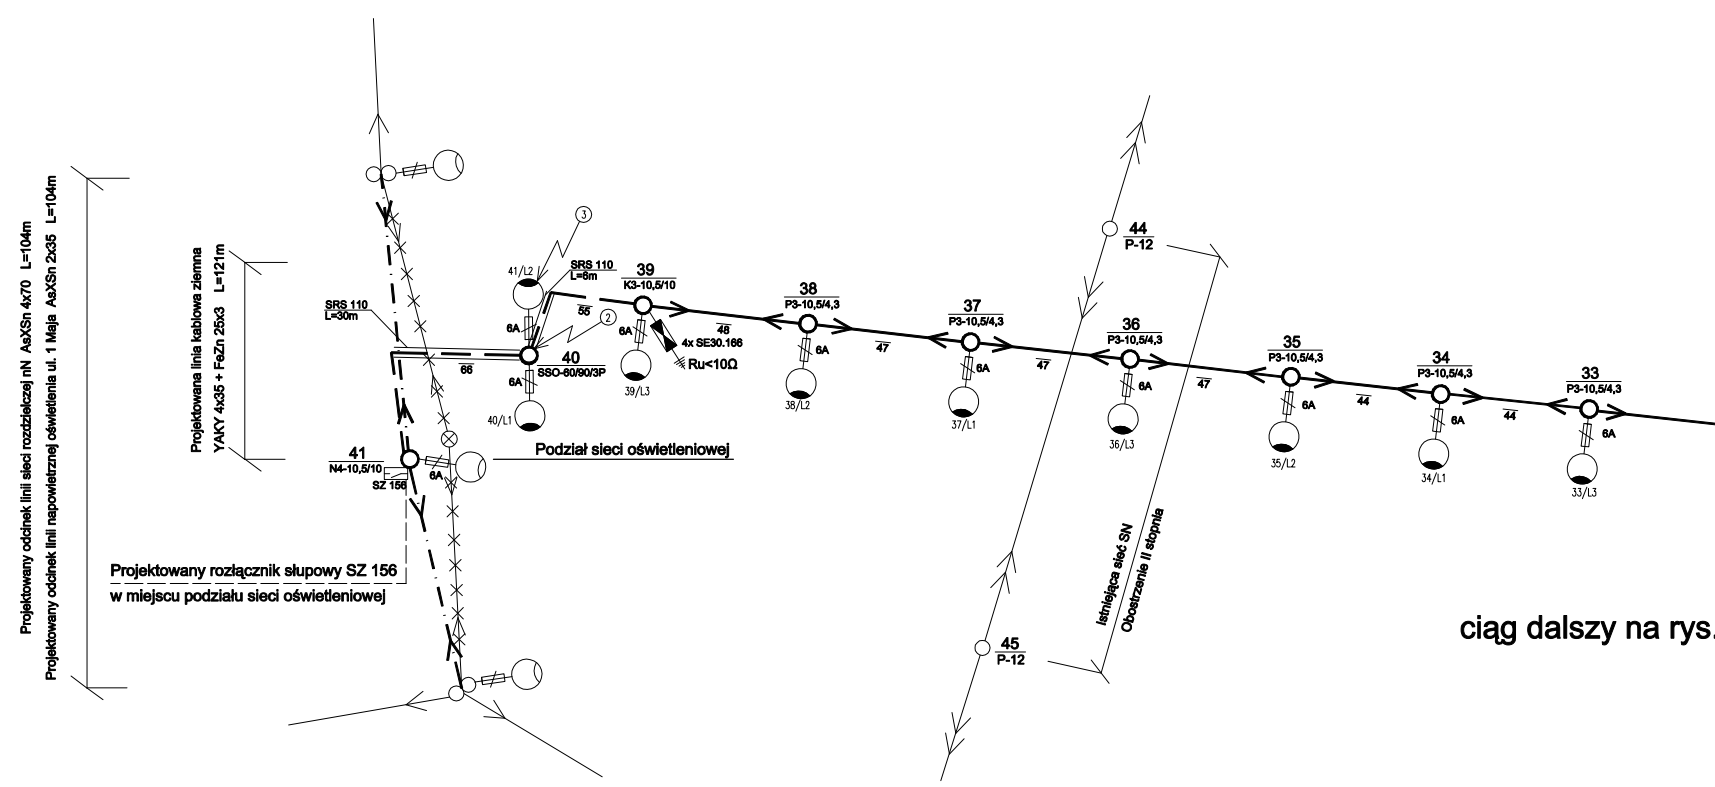 Projektowany odcinek linii sieci rozdzielczej nN AsXSn 4x70 L=104m
Projektowany odcinek linii napowietrznej oświetlenia ul. 1 Maja AsXSn 2x35 L=104m
Projektowana linia kablowa ziemna
YAKY 4x35 + FeZn 25x3 L=121m
SRS 110
L=30m
66
41
N4-10,5/10
SZ 156
6A
Projektowany rozłącznik słupowy SZ 156
w miejscu podziału sieci oświetleniowej
Podział sieci oświetleniowej
3
41/L2
SRS 110
L=6m
55
6A
2
40
SSO-60/90/3P
6A
40/L1
39
K3-10,5/10
6A
39/L3
4x SE30.166
Ru<10Ω
48
38
P3-10,5/4,3
6A
38/L2
47
37
P3-10,5/4,3
6A
37/L1
47
44
P-12
36
P3-10,5/4,3
6A
36/L3
47
35
P3-10,5/4,3
6A
35/L2
44
34
P3-10,5/4,3
6A
34/L1
44
33
P3-10,5/4,3
6A
33/L3
Istniejąca sieć SN
Obostrzenie II stopnia
45
P-12
ciąg dalszy na rys.